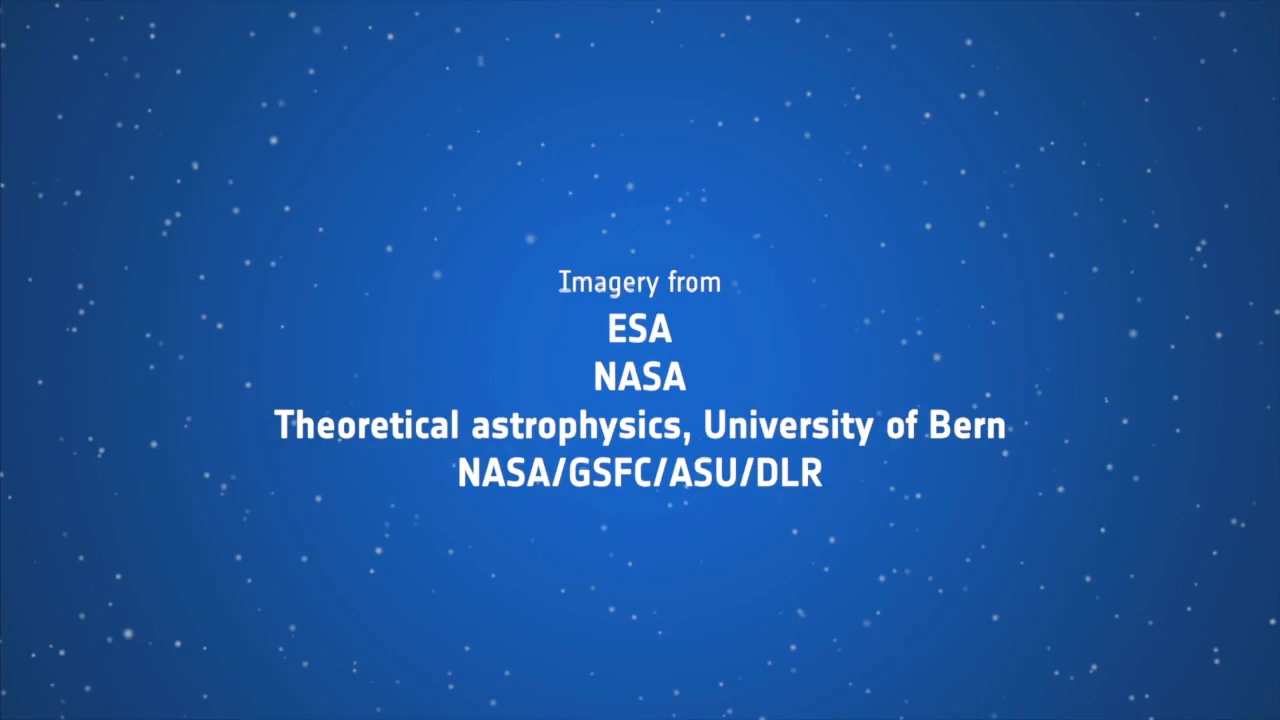 Imagery from
ESA
NASA
Theoretical astrophysics, University of Bern
NASA/GSFC/ASU/DLR